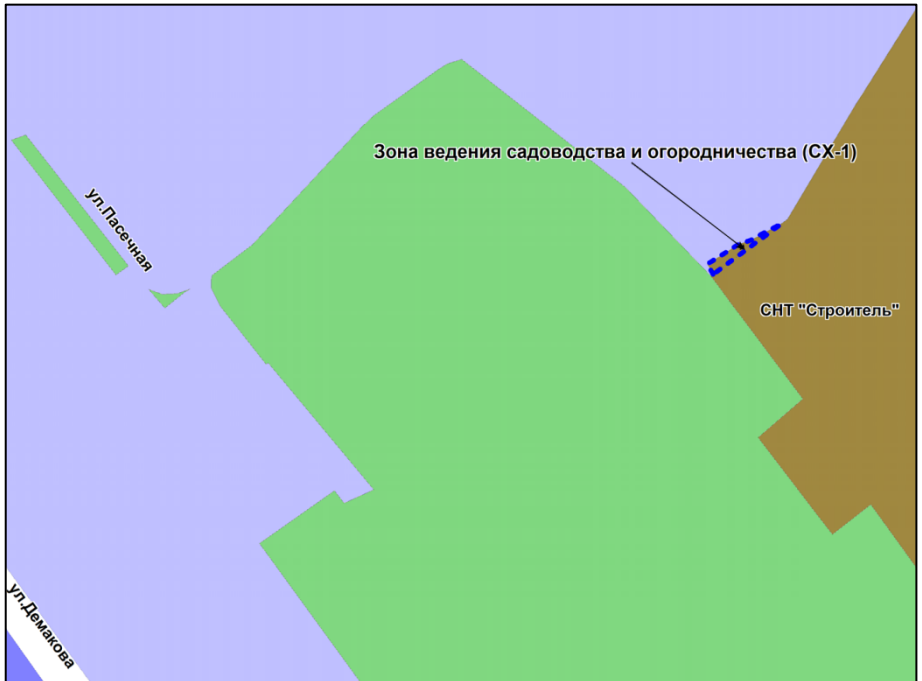 Зона ведения садоводства и огородничества (СХ-1)
ул.Пасечная
СНТ "Строитель"
ул.Демакова